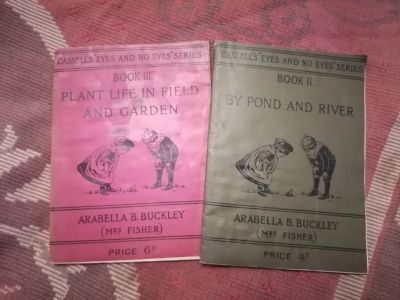 CASSELL'S 'EYES AND NO EYES' SERIES
BOOK III.
PLANT LIFE IN FIELD
AND GARDEN
ARABELLA B. BUCKLEY
(MRS FISHER)
PRICE 6D
CASSELL'S 'EYES AND NO EYES' SERIES
BOOK II.
BY POND AND RIVER
ARABELLA B. BUCKLEY
(MRS FISHER)
PRICE 4D